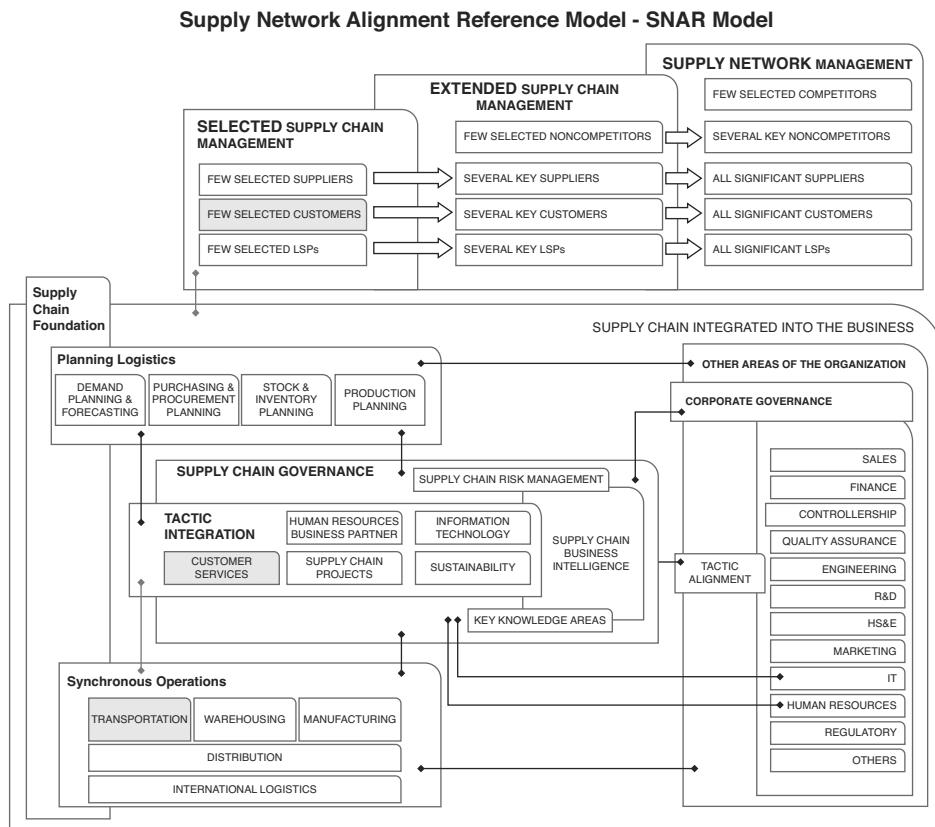 Supply Network Alignment Reference Model - SNAR Model
SUPPLY NETWORK MANAGEMENT
FEW SELECTED COMPETITORS
SEVERAL KEY NONCOMPETITORS
ALL SIGNIFICANT SUPPLIERS
ALL SIGNIFICANT CUSTOMERS
ALL SIGNIFICANT LSPs
EXTENDED SUPPLY CHAIN
MANAGEMENT
FEW SELECTED NONCOMPETITORS
SEVERAL KEY SUPPLIERS
SEVERAL KEY CUSTOMERS
SEVERAL KEY LSPs
SELECTED SUPPLY CHAIN
MANAGEMENT
FEW SELECTED SUPPLIERS
FEW SELECTED CUSTOMERS
FEW SELECTED LSPs
Supply
Chain
Foundation
SUPPLY CHAIN INTEGRATED INTO THE BUSINESS
Planning Logistics
DEMAND
PLANNING &
FORECASTING
PURCHASING &
PROCUREMENT
PLANNING
STOCK &
INVENTORY
PLANNING
PRODUCTION
PLANNING
OTHER AREAS OF THE ORGANIZATION
CORPORATE GOVERNANCE
SUPPLY CHAIN GOVERNANCE
SUPPLY CHAIN RISK MANAGEMENT
TACTIC
INTEGRATION
HUMAN RESOURCES
BUSINESS PARTNER
INFORMATION
TECHNOLOGY
CUSTOMER
SERVICES
SUPPLY CHAIN
PROJECTS
SUSTAINABILITY
SUPPLY CHAIN
BUSINESS
INTELLIGENCE
KEY KNOWLEDGE AREAS
TACTIC
ALIGNMENT
SALES
FINANCE
CONTROLLERSHIP
QUALITY ASSURANCE
ENGINEERING
R&D
HS&E
MARKETING
IT
HUMAN RESOURCES
REGULATORY
OTHERS
Synchronous Operations
TRANSPORTATION
WAREHOUSING
MANUFACTURING
DISTRIBUTION
INTERNATIONAL LOGISTICS